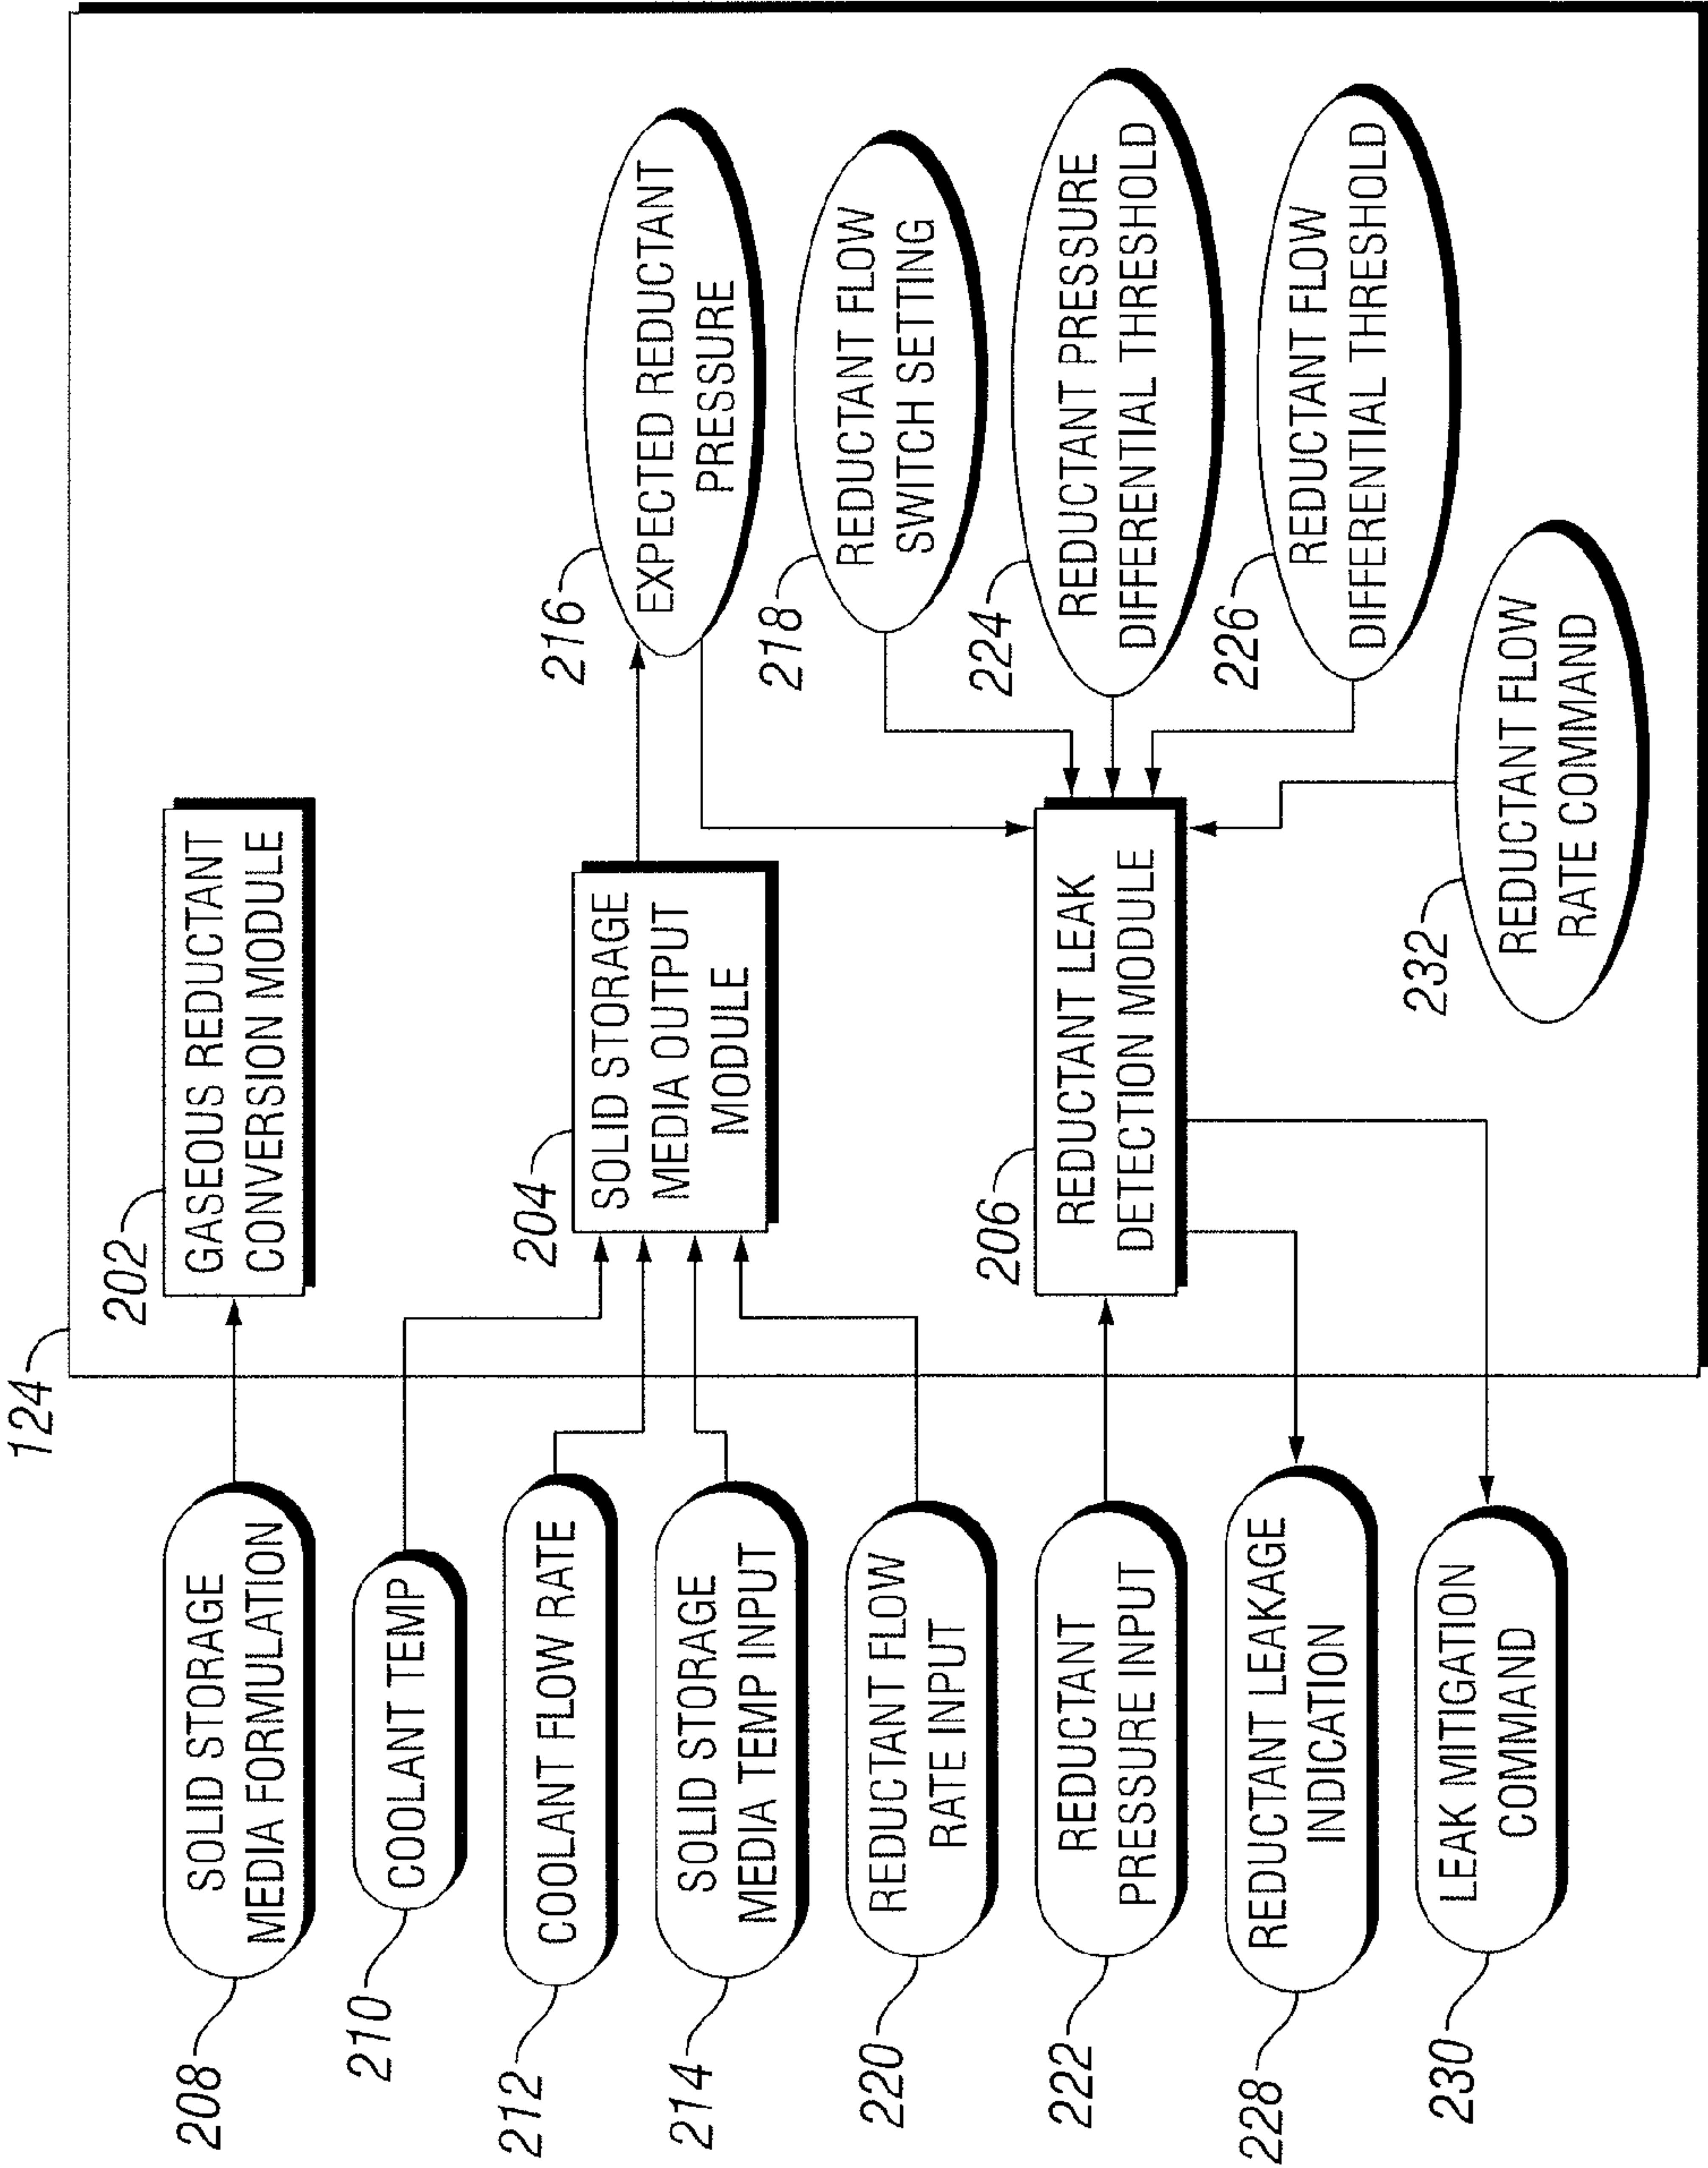 124
208
SOLID STORAGE
MEDIA FORMULATION
202
GASEOUS REDUCTANT
CONVERSION MODULE
210
COOLANT TEMP
212
COOLANT FLOW RATE
214
SOLID STORAGE
MEDIA TEMP INPUT
220
REDUCTANT FLOW
RATE INPUT
204
SOLID STORAGE
MEDIA OUTPUT
MODULE
216
EXPECTED REDUCTANT
PRESSURE
218
REDUCTANT FLOW
SWITCH SETTING
222
REDUCTANT
PRESSURE INPUT
206
REDUCTANT LEAK
DETECTION MODULE
224
REDUCTANT PRESSURE
DIFFERENTIAL THRESHOLD
226
REDUCTANT FLOW
DIFFERENTIAL THRESHOLD
228
REDUCTANT LEAKAGE
INDICATION
230
LEAK MITIGATION
COMMAND
232
REDUCTANT FLOW
RATE COMMAND